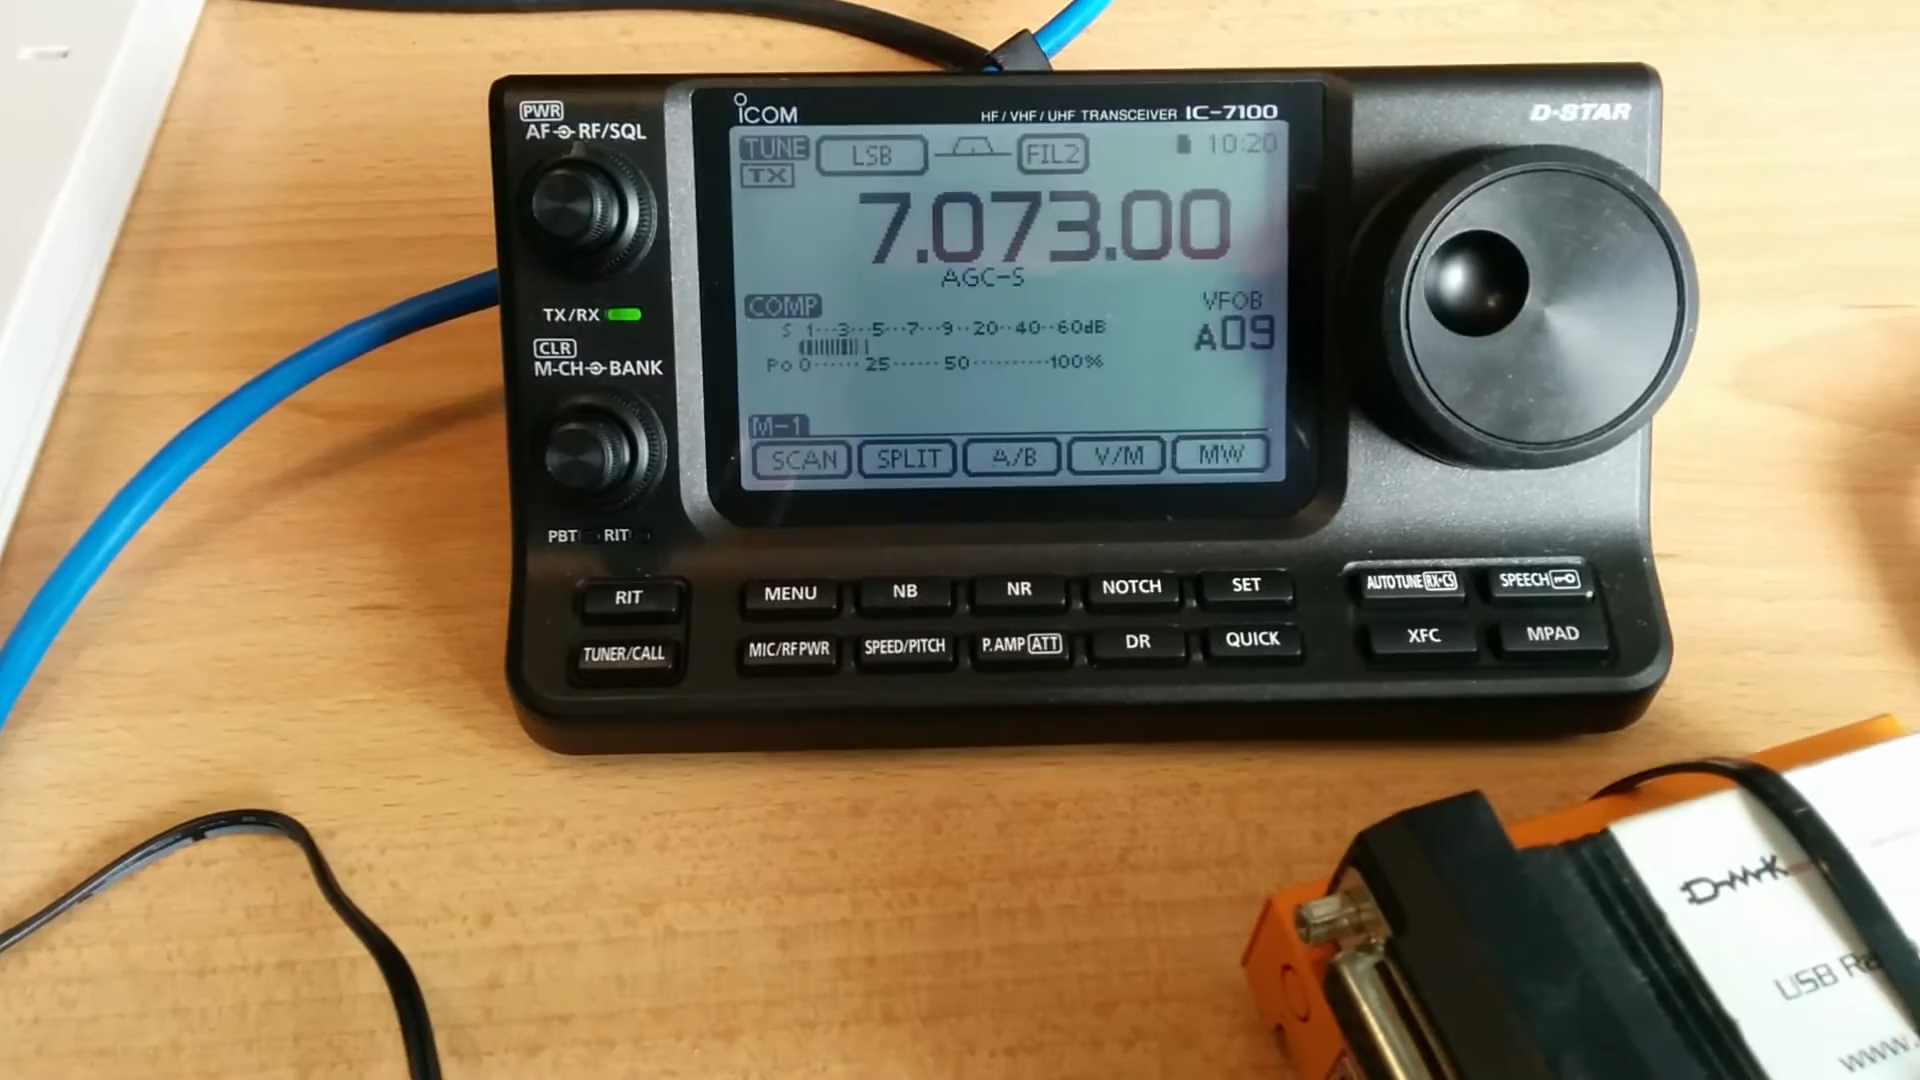 PWR
AF RF/SQL
ICOM
HF / VHF / UHF TRANSCEIVER IC-7100
D-STAR
TUNE LSB FIL2 10:20
TX
7.073.00
AGC-S
TX/RX
COMP
VFOB
S 1···3···5···7···9··20··40··60dB
A09
CLR
M-CH BANK
Po 0······25······50·········100%
M-1
SCAN SPLIT A/B V/M MW
PBT RIT
RIT MENU NB NR NOTCH SET AUTOTUNE RX▸CS SPEECH
TUNER/CALL MIC/RF PWR SPEED/PITCH P.AMP ATT DR QUICK XFC MPAD
USB
www.